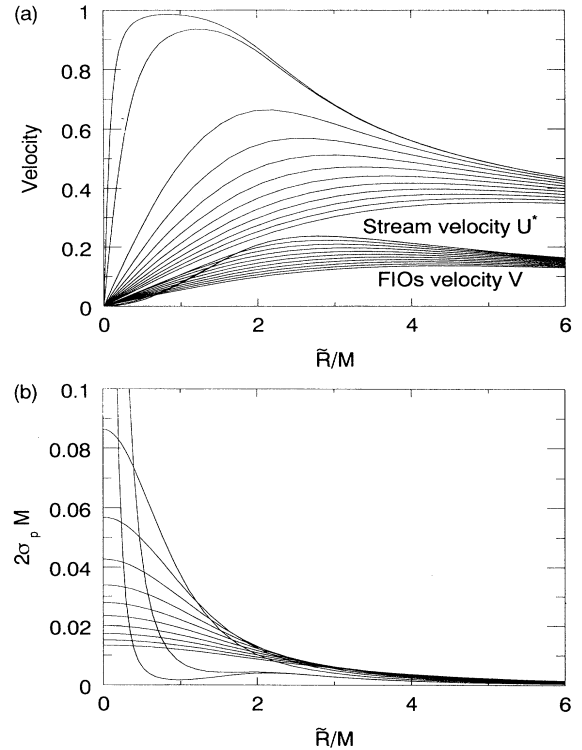 (a)
1
0.8
0.6
0.4
0.2
0
Velocity
Stream velocity U*
FIOs velocity V
0 2 4 6
R̃/M
(b)
0.1
0.08
0.06
0.04
0.02
0
2σp M
0 2 4 6
R̃/M